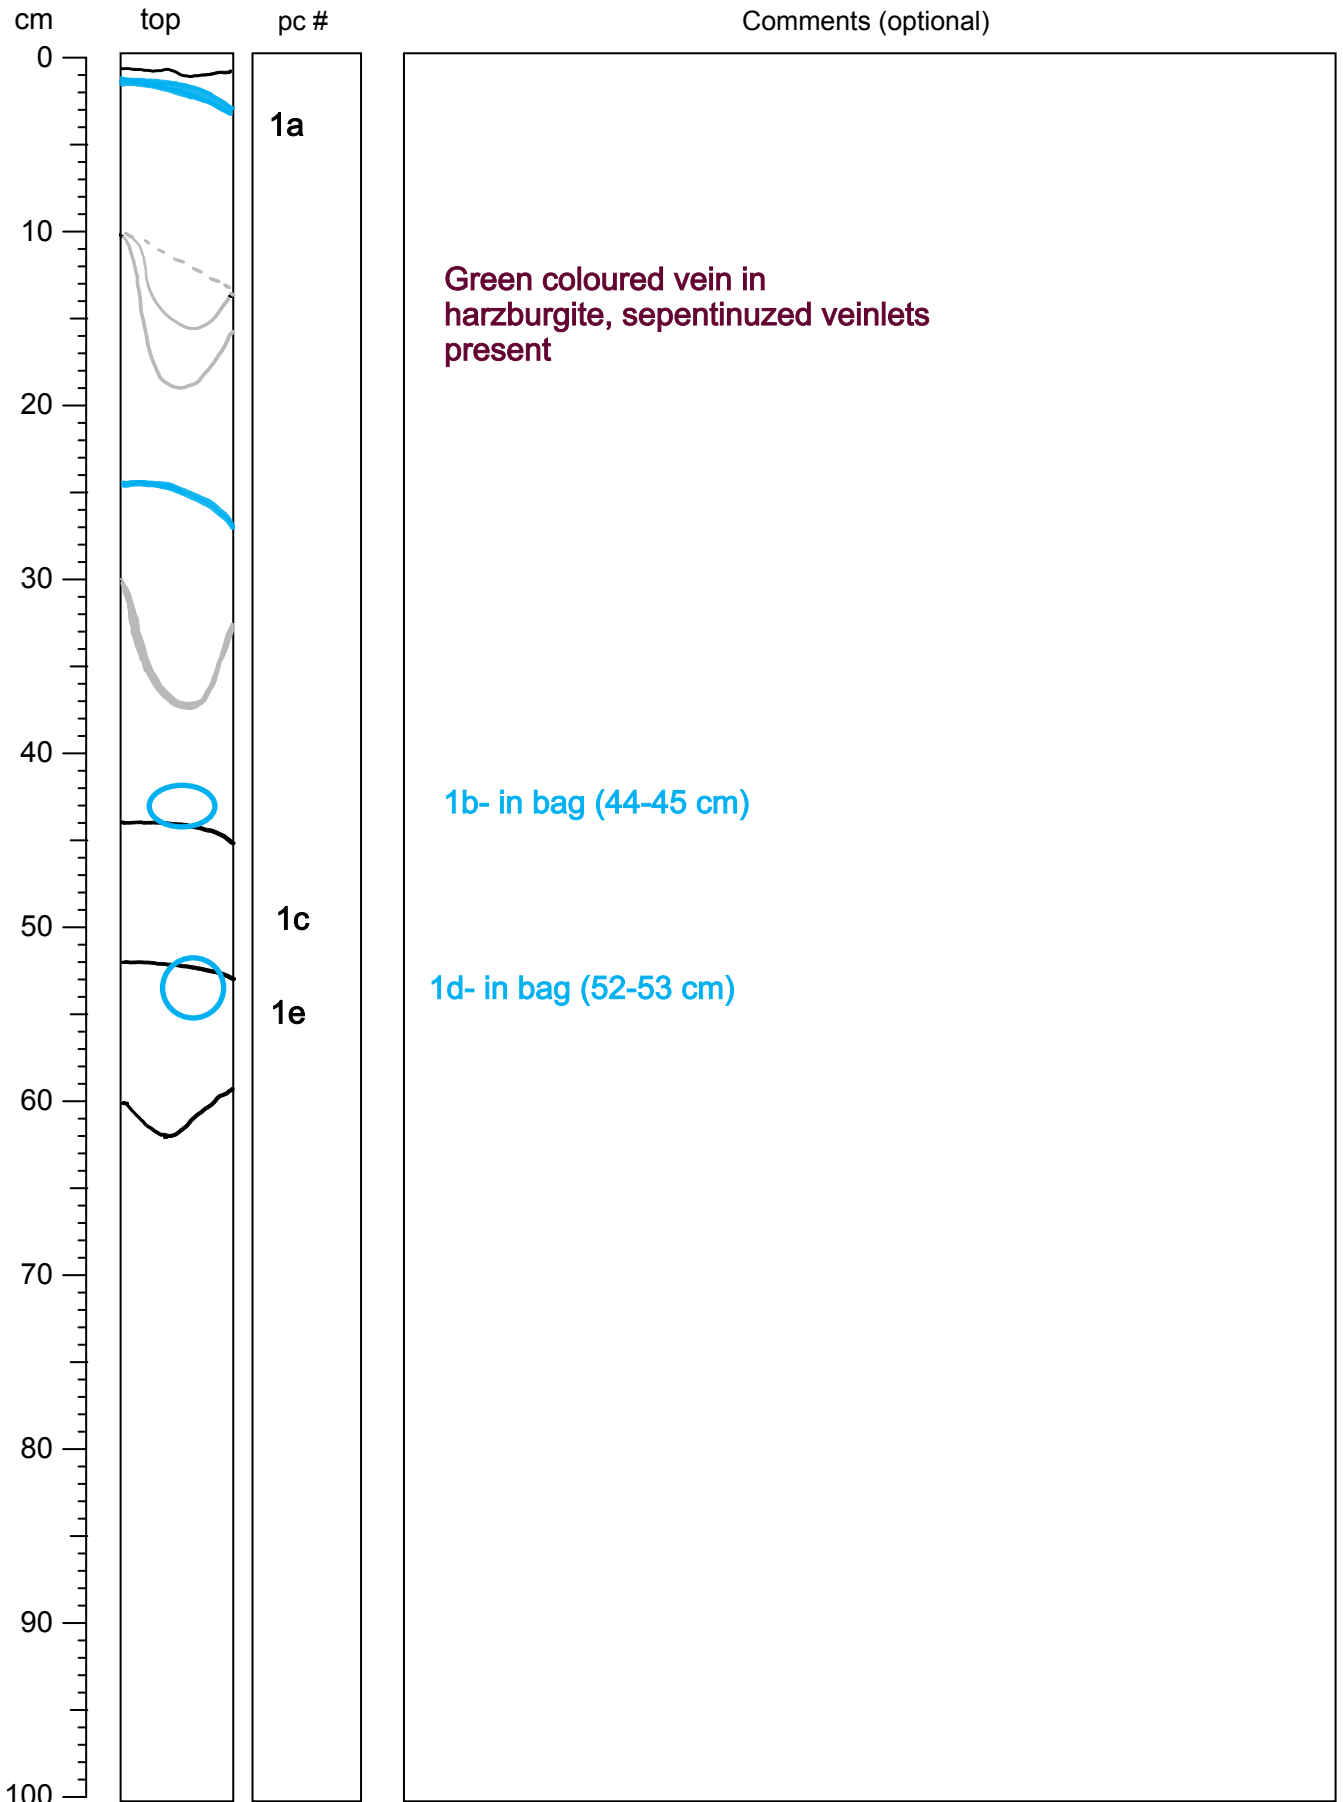 cm top pc # Comments (optional)
0
1a
10
Green coloured vein in
harzburgite, sepentinuzed veinlets
present
20
30
40
1b- in bag (44-45 cm)
1c
50
1d- in bag (52-53 cm)
1e
60
70
80
90
100